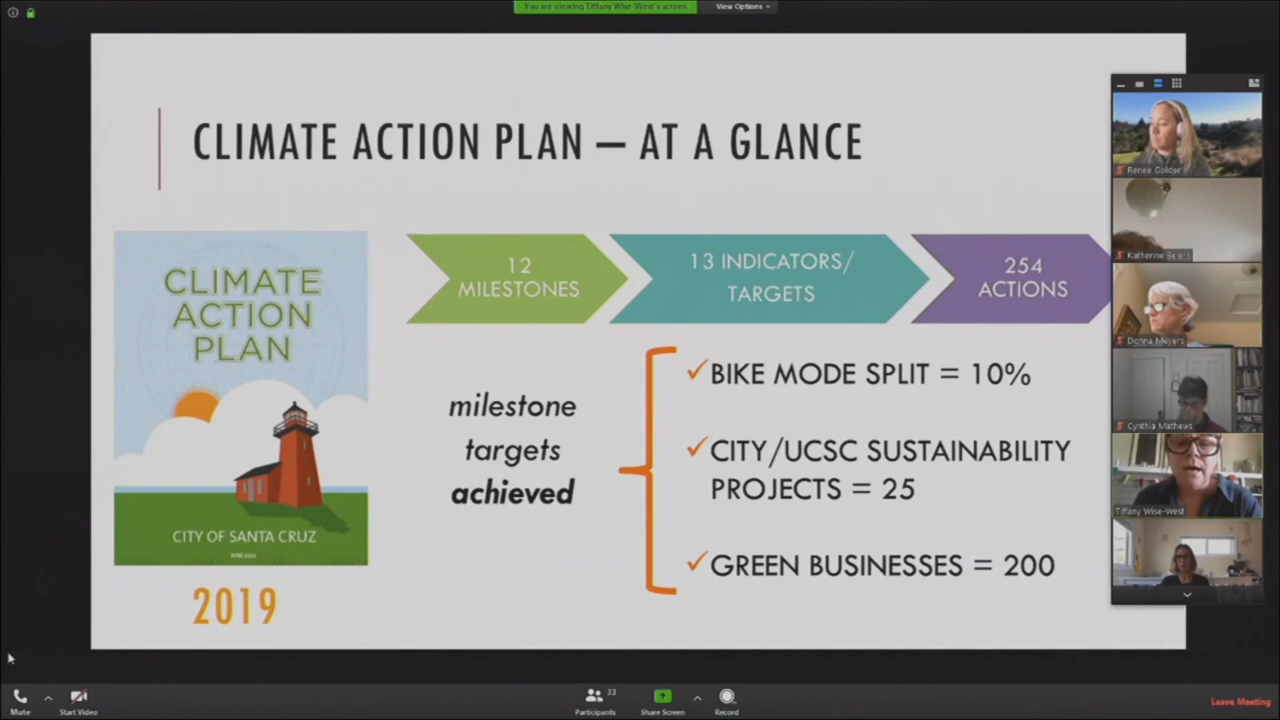 You are viewing Tiffany Wise-West's screen
View Options
CLIMATE ACTION PLAN – AT A GLANCE
CLIMATE
ACTION
PLAN
CITY OF SANTA CRUZ
2019
12
MILESTONES
13 INDICATORS/
TARGETS
254
ACTIONS
milestone
targets
achieved
✓BIKE MODE SPLIT = 10%
✓CITY/UCSC SUSTAINABILITY
PROJECTS = 25
✓GREEN BUSINESSES = 200
Renee Golder
Katherine
Donna Meyers
Cynthia Mathews
Tiffany Wise-West
Mute
Start Video
Participants
33
Share Screen
Record
Leave Meeting